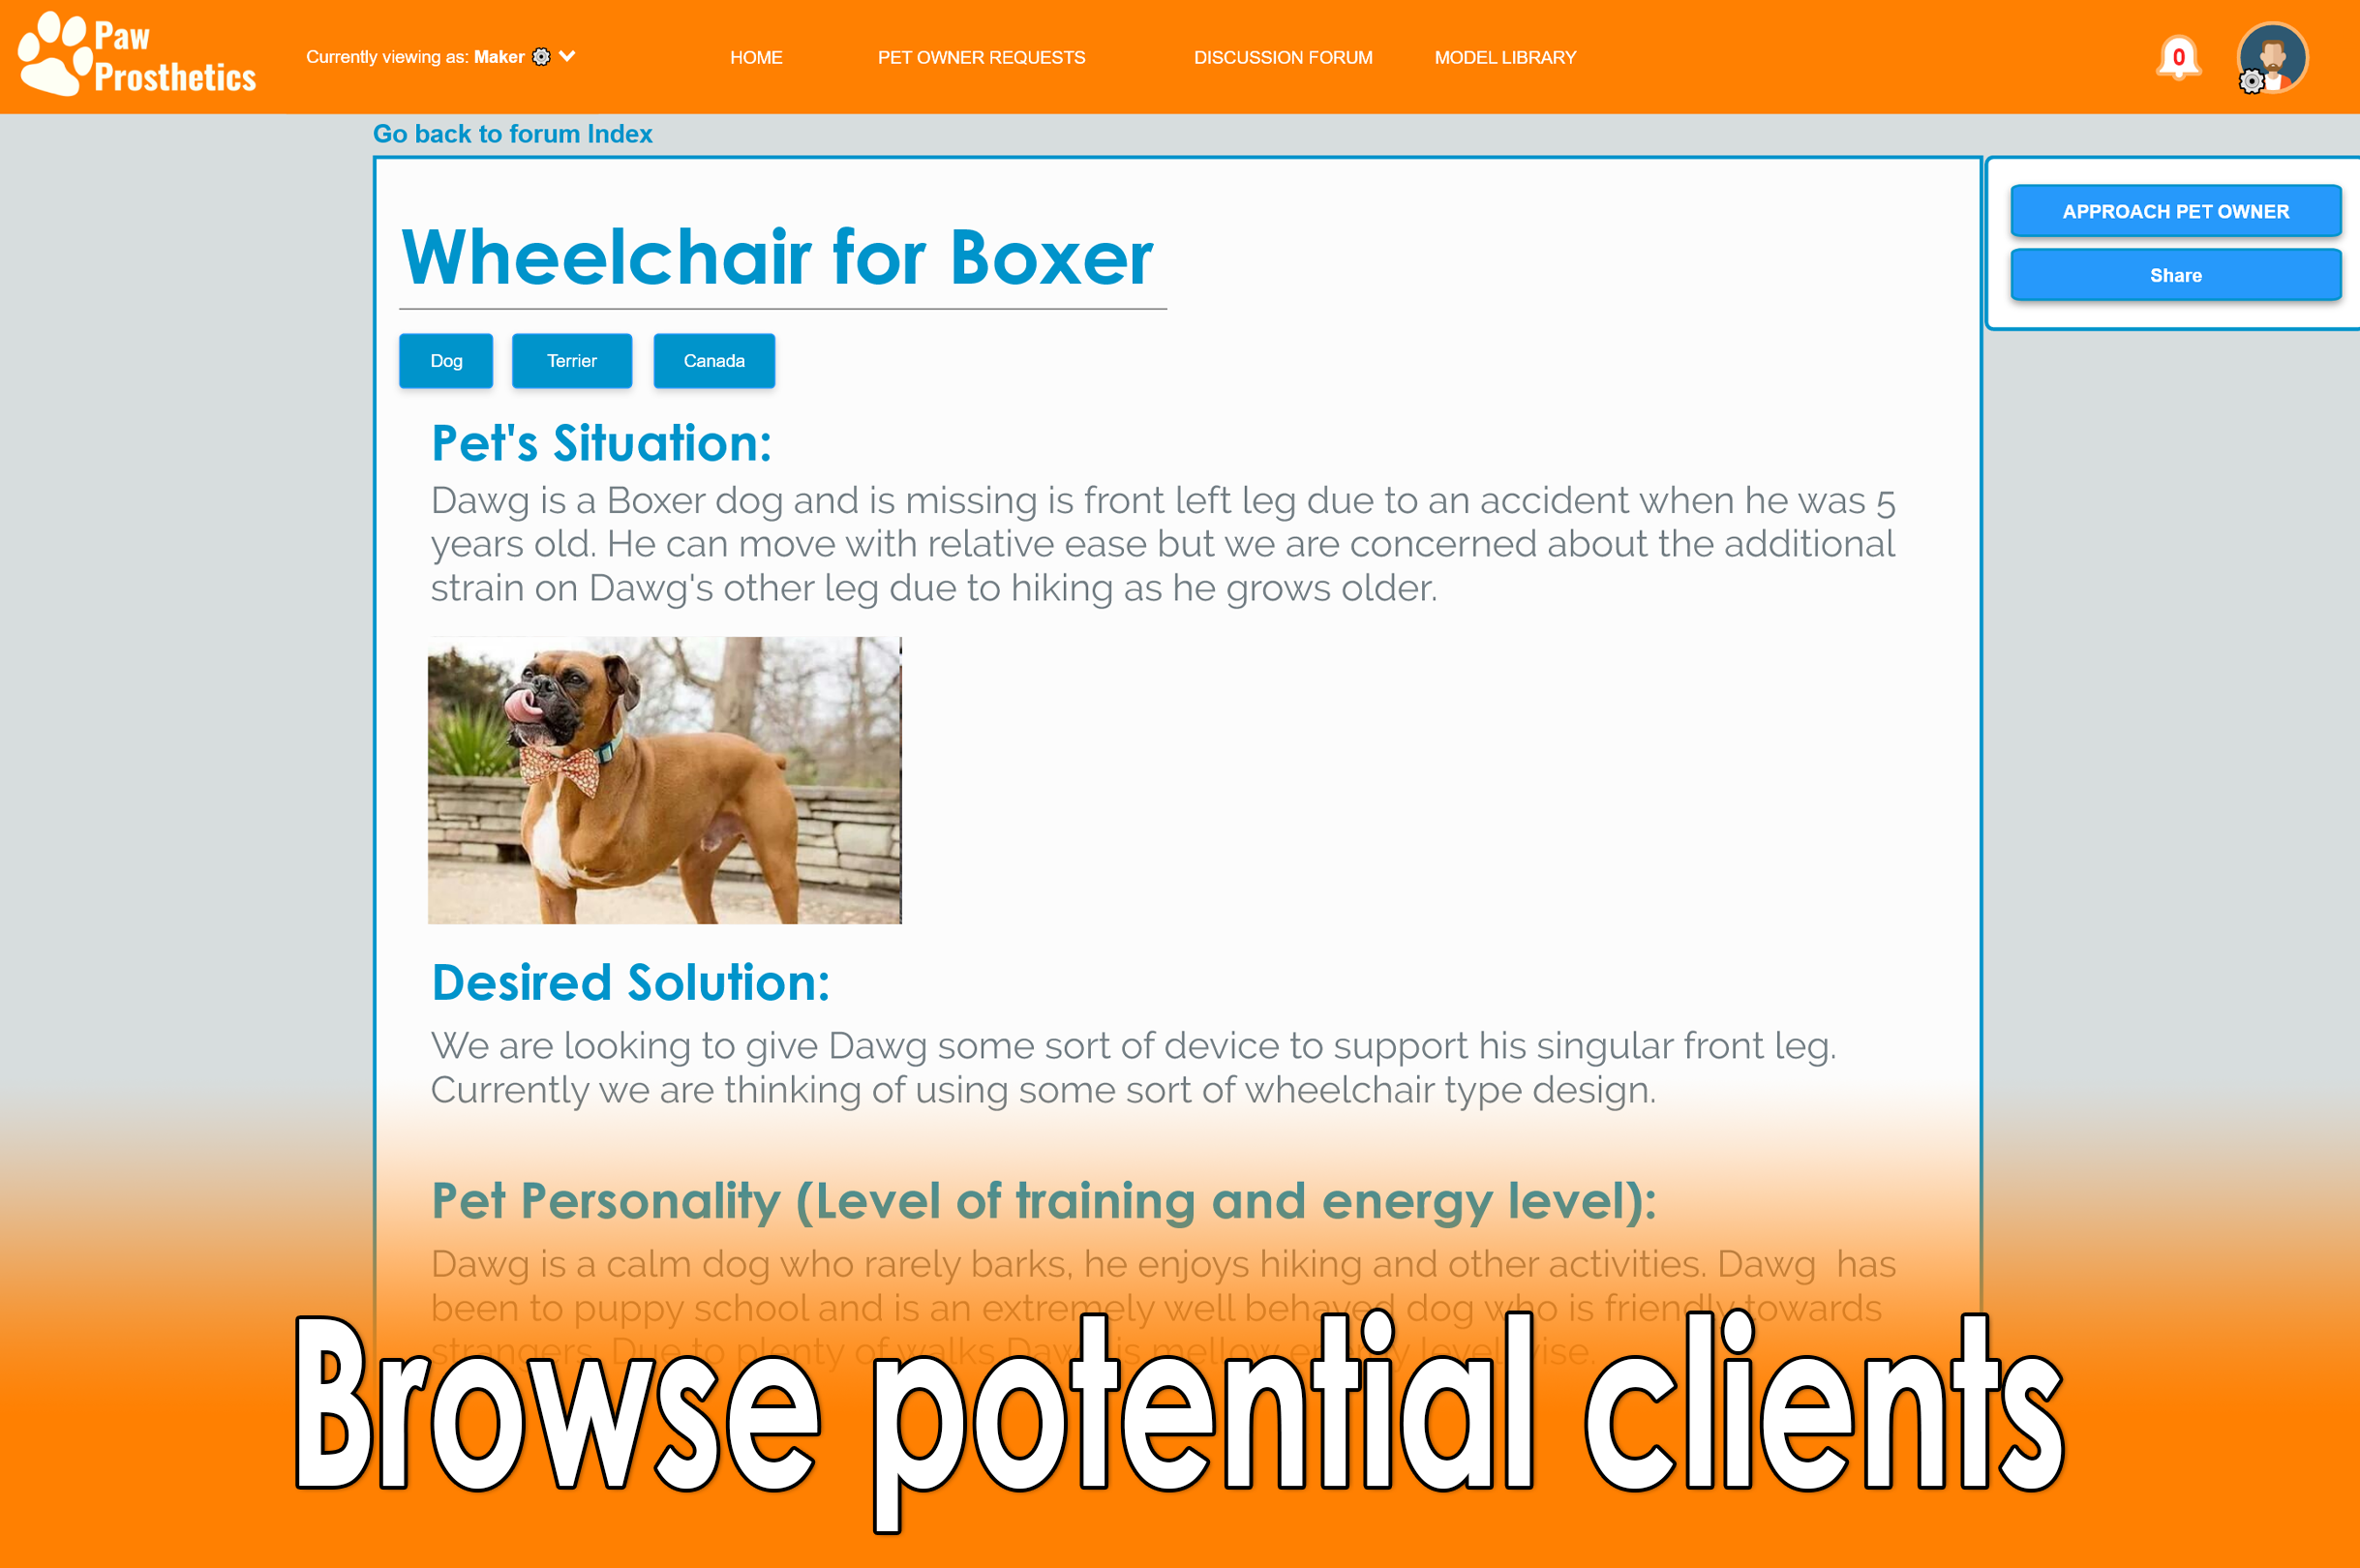 Paw
Prosthetics
Currently viewing as: Maker
HOME
PET OWNER REQUESTS
DISCUSSION FORUM
MODEL LIBRARY
0
Go back to forum Index
APPROACH PET OWNER
Share
Wheelchair for Boxer
Dog
Terrier
Canada
Pet's Situation:
Dawg is a Boxer dog and is missing is front left leg due to an accident when he was 5
years old. He can move with relative ease but we are concerned about the additional
strain on Dawg's other leg due to hiking as he grows older.
Desired Solution:
We are looking to give Dawg some sort of device to support his singular front leg.
Currently we are thinking of using some sort of wheelchair type design.
Pet Personality (Level of training and energy level):
Dawg is a calm dog who rarely barks, he enjoys hiking and other activities. Dawg has
been to puppy school and is an extremely well behaved dog who is friendly towards
strangers. Due to plenty of walks Dawg is mellow energy level wise.
Browse potential clients